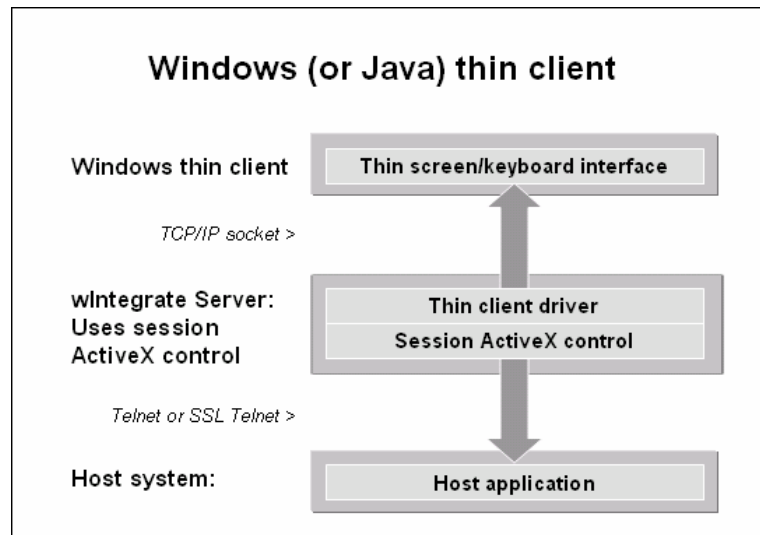 Windows (or Java) thin client
Windows thin client
Thin screen/keyboard interface
TCP/IP socket >
wIntegrate Server:
Uses session
ActiveX control
Thin client driver
Session ActiveX control
Telnet or SSL Telnet >
Host system:
Host application